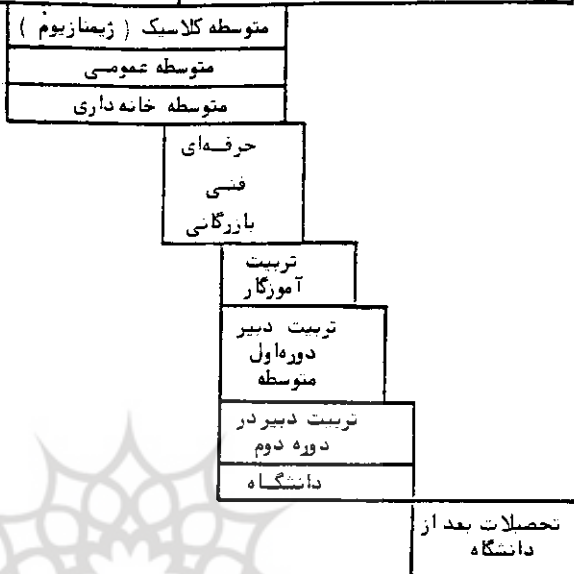 متوسطه کلاسیک ( ژیمنازیوم )
متوسطه عمومی
متوسطه خانه‌داری
حرفه‌ای
فنی
بازرگانی
تربیت
آموزگار
تربیت دبیر
دوره‌اول
متوسطه
تربیت دبیر در
دوره دوم
دانشگاه
تحصیلات بعد از
دانشگاه